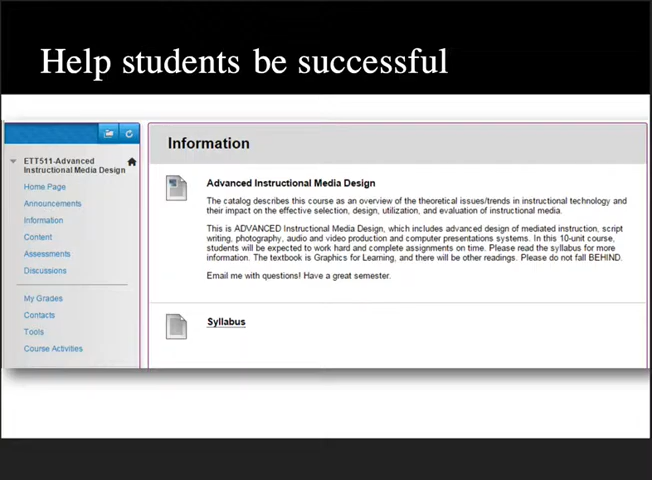 Help students be successful
ETT511-Advanced
Instructional Media Design
Home Page
Announcements
Information
Content
Assessments
Discussions
My Grades
Contacts
Tools
Course Activities
Information
Advanced Instructional Media Design
The catalog describes this course as an overview of the theoretical issues/trends in instructional technology and
their impact on the effective selection, design, utilization, and evaluation of instructional media.
This is ADVANCED Instructional Media Design, which includes advanced design of mediated instruction, script
writing, photography, audio and video production and computer presentations systems. In this 10-unit course,
students will be expected to work hard and complete assignments on time. Please read the syllabus for more
information. The textbook is Graphics for Learning, and there will be other readings. Please do not fall BEHIND.
Email me with questions! Have a great semester.
Syllabus